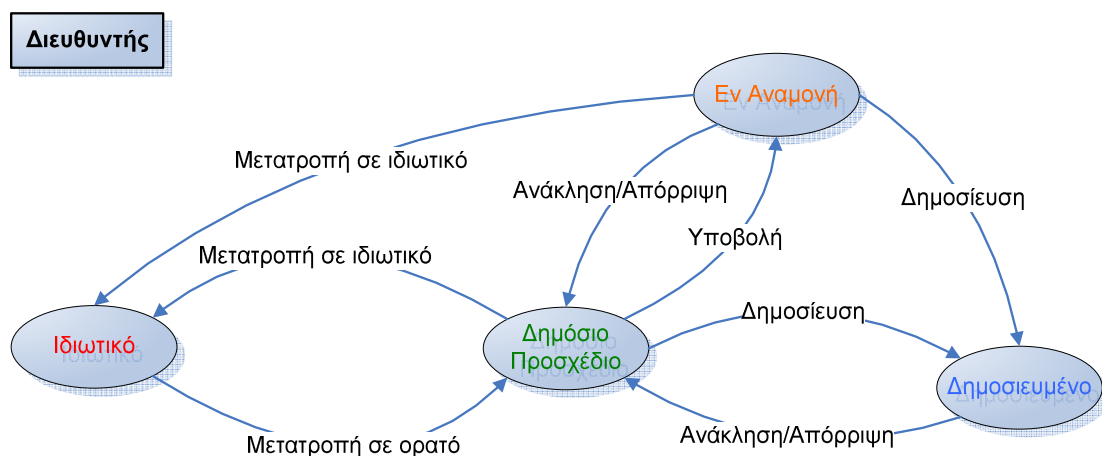 Διευθυντής
Εν Αναμονή
Μετατροπή σε ιδιωτικό
Ανάκληση/Απόρριψη
Δημοσίευση
Υποβολή
Μετατροπή σε ιδιωτικό
Δημοσίευση
Ιδιωτικό
Δημόσιο
Προσχέδιο
Δημοσιευμένο
Μετατροπή σε ορατό
Ανάκληση/Απόρριψη